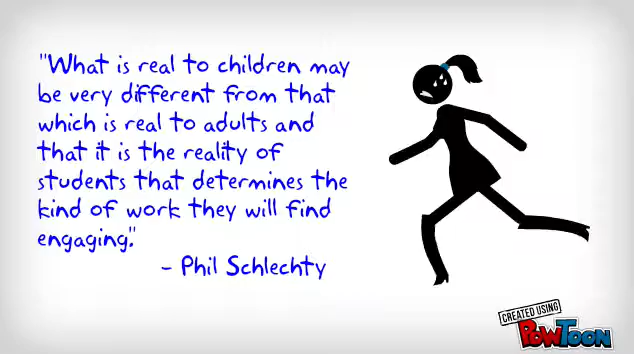 "What is real to children may
be very different from that
which is real to adults and
that it is the reality of
students that determines the
kind of work they will find
engaging."
- Phil Schlechty
CREATED USING
POWTOON